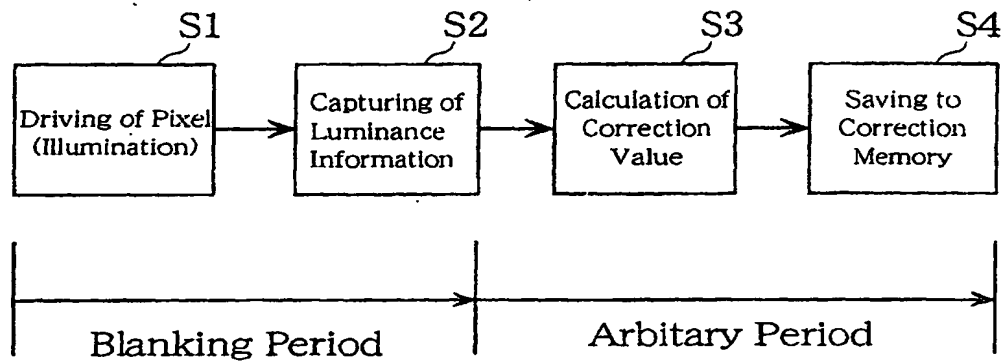 S1
S2
S3
S4
Driving of Pixel
(Illumination)
Capturing of
Luminance
Information
Calculation of
Correction
Value
Saving to
Correction
Memory
Blanking Period
Arbitary Period